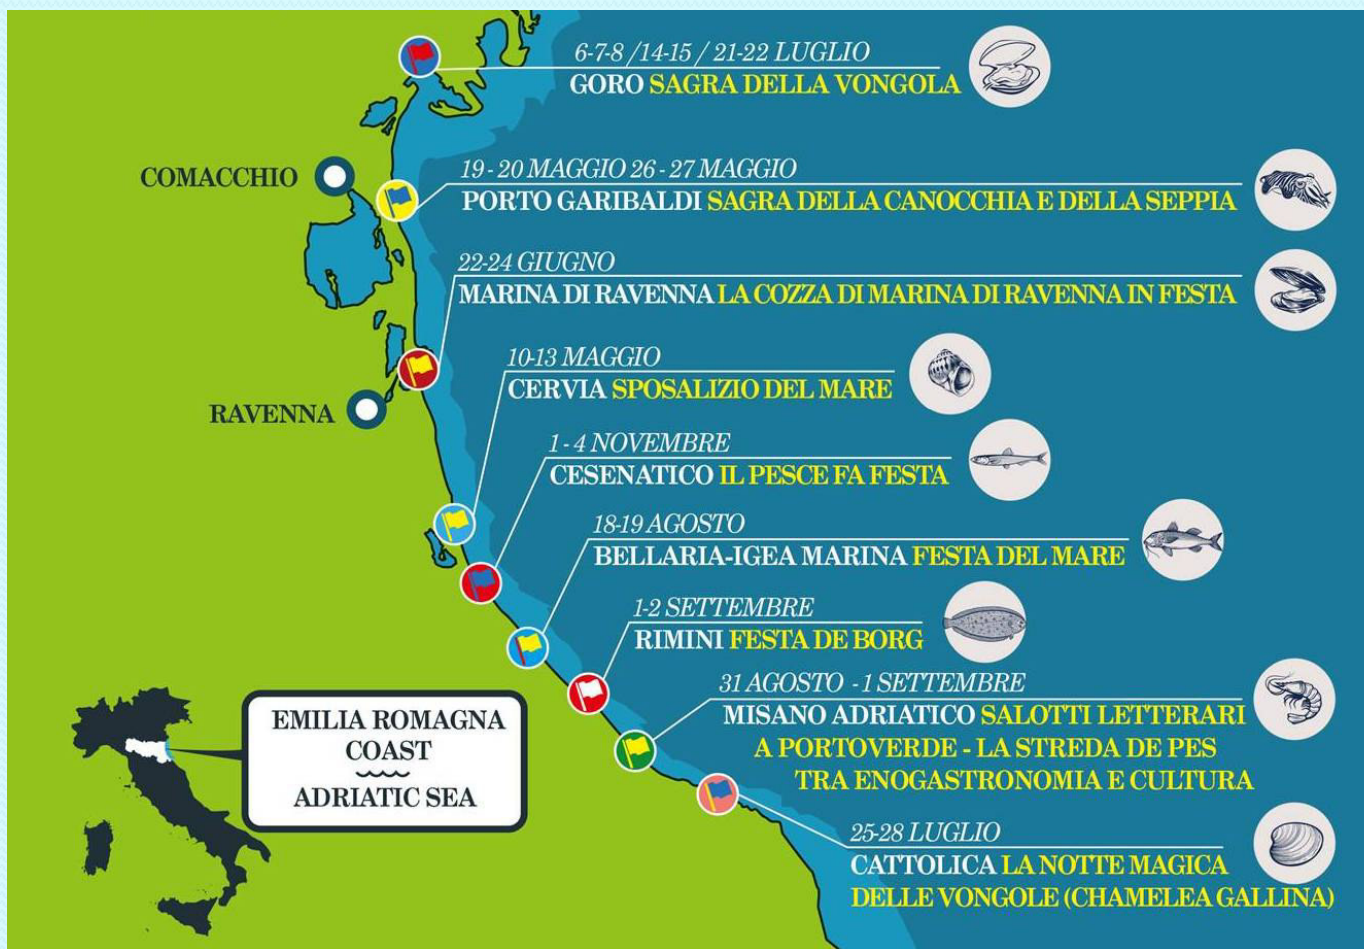 6-7-8 /14-15 / 21-22 LUGLIO
GORO SAGRA DELLA VONGOLA
COMACCHIO
19 - 20 MAGGIO 26 - 27 MAGGIO
PORTO GARIBALDI SAGRA DELLA CANOCCHIA E DELLA SEPPIA
22-24 GIUGNO
MARINA DI RAVENNA LA COZZA DI MARINA DI RAVENNA IN FESTA
10-13 MAGGIO
CERVIA SPOSALIZIO DEL MARE
RAVENNA
1 - 4 NOVEMBRE
CESENATICO IL PESCE FA FESTA
18-19 AGOSTO
BELLARIA-IGEA MARINA FESTA DEL MARE
1-2 SETTEMBRE
RIMINI FESTA DE BORG
31 AGOSTO - 1 SETTEMBRE
MISANO ADRIATICO SALOTTI LETTERARI
A PORTOVERDE - LA STREDA DE PES
TRA ENOGASTRONOMIA E CULTURA
EMILIA ROMAGNA
COAST
ADRIATIC SEA
25-28 LUGLIO
CATTOLICA LA NOTTE MAGICA
DELLE VONGOLE (CHAMELEA GALLINA)